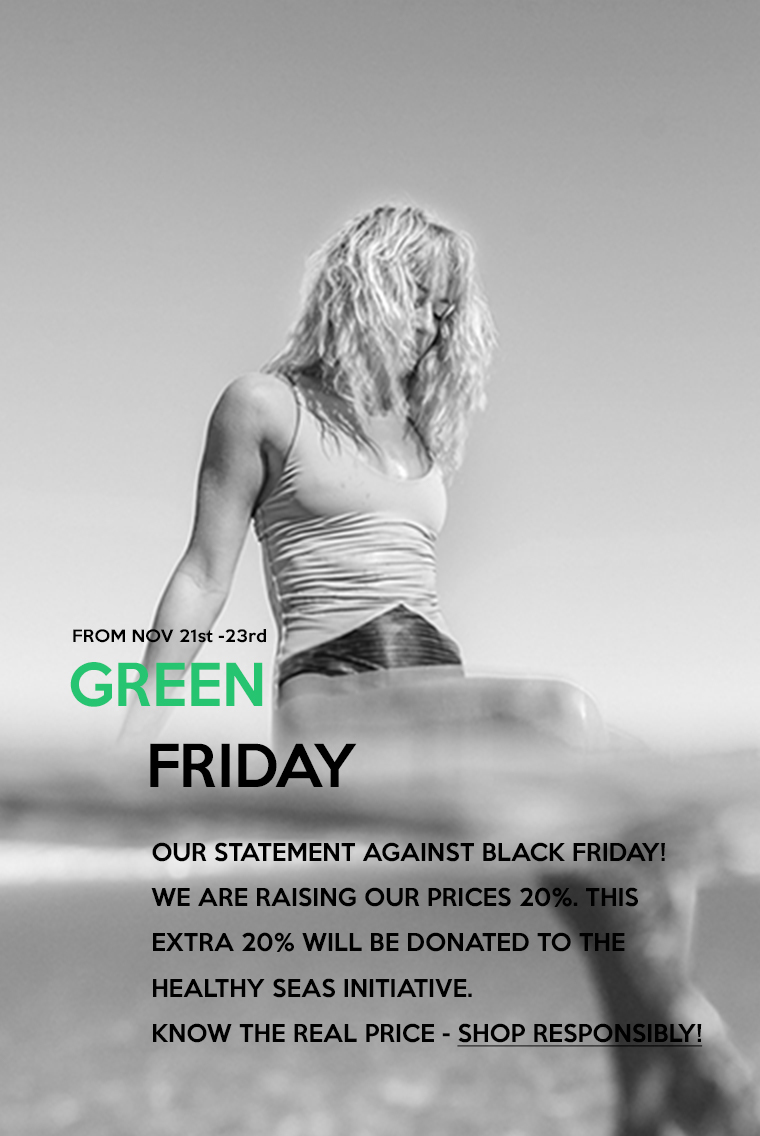 FROM NOV 21st -23rd
GREEN
FRIDAY
OUR STATEMENT AGAINST BLACK FRIDAY!
WE ARE RAISING OUR PRICES 20%. THIS
EXTRA 20% WILL BE DONATED TO THE
HEALTHY SEAS INITIATIVE.
KNOW THE REAL PRICE - SHOP RESPONSIBLY!